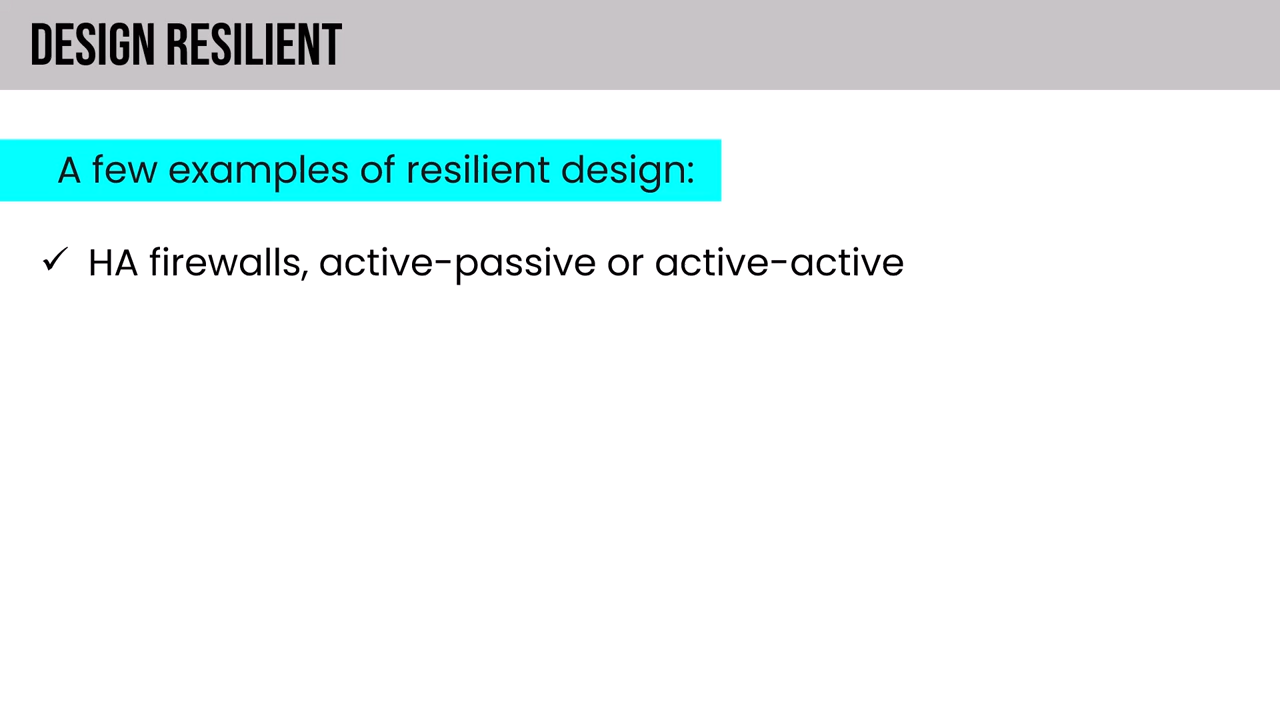 DESIGN RESILIENT
A few examples of resilient design:
✓ HA firewalls, active-passive or active-active